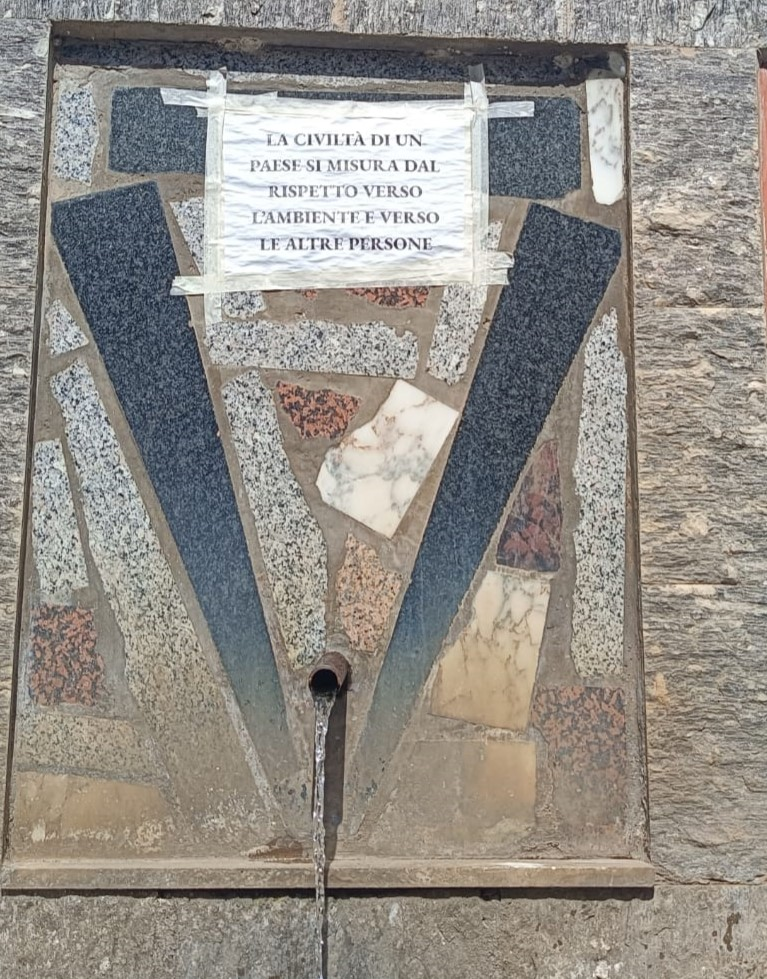 LA CIVILTÀ DI UN
PAESE SI MISURA DAL
RISPETTO VERSO
L'AMBIENTE E VERSO
LE ALTRE PERSONE